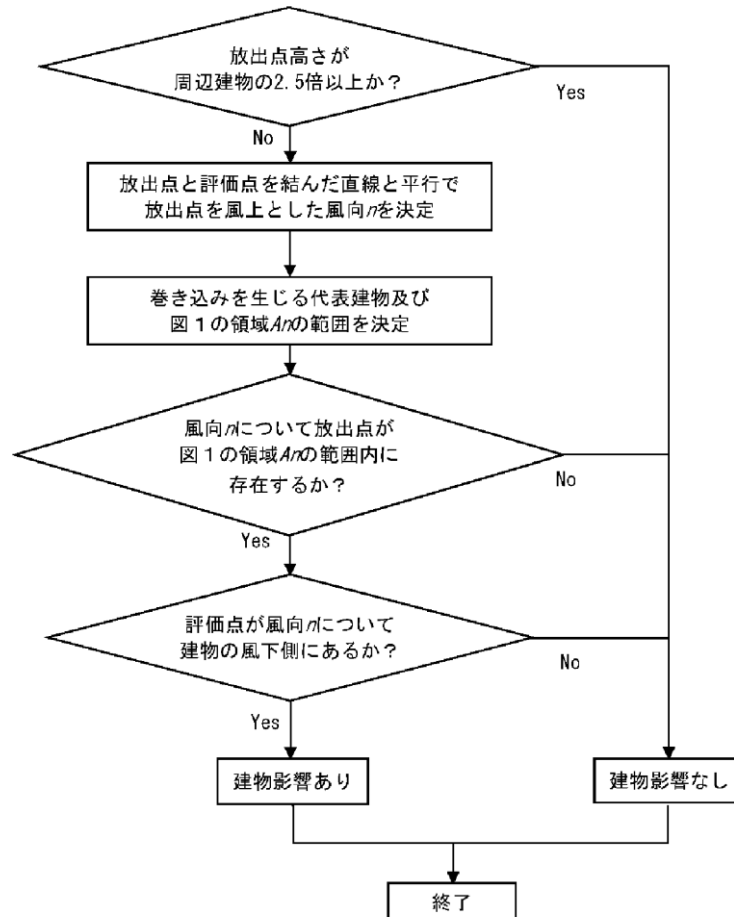 放出点高さが
周辺建物の2.5倍以上か？
Yes
No
放出点と評価点を結んだ直線と平行で
放出点を風上とした風向nを決定
巻き込みを生じる代表建物及び
図１の領域Anの範囲を決定
風向nについて放出点が
図１の領域Anの範囲内に
存在するか？
No
Yes
評価点が風向nについて
建物の風下側にあるか？
No
Yes
建物影響あり
建物影響なし
終了